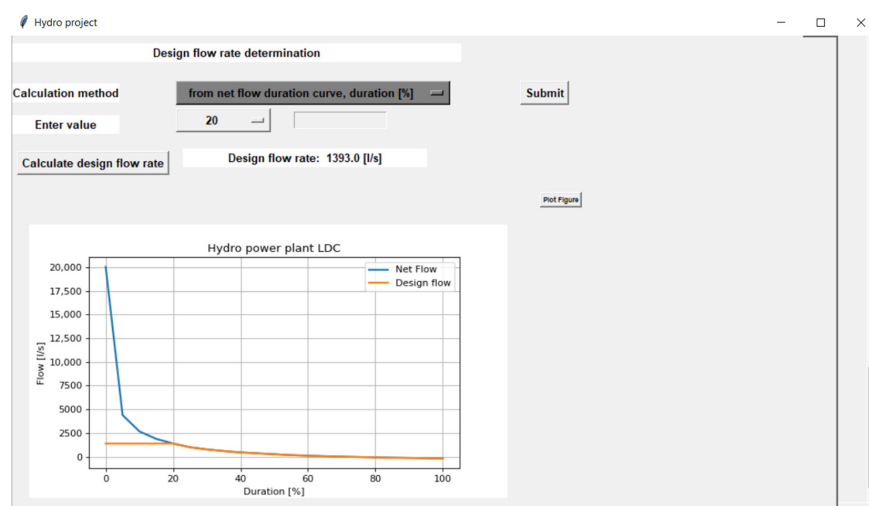 Hydro project
Design flow rate determination
Calculation method
from net flow duration curve, duration [%]
Submit
Enter value
20
Calculate design flow rate
Design flow rate: 1393.0 [l/s]
Plot Figure
Hydro power plant LDC
Net Flow
Design flow
20,000
17,500
15,000
12,500
10,000
7500
5000
2500
0
Flow [l/s]
0 20 40 60 80 100
Duration [%]